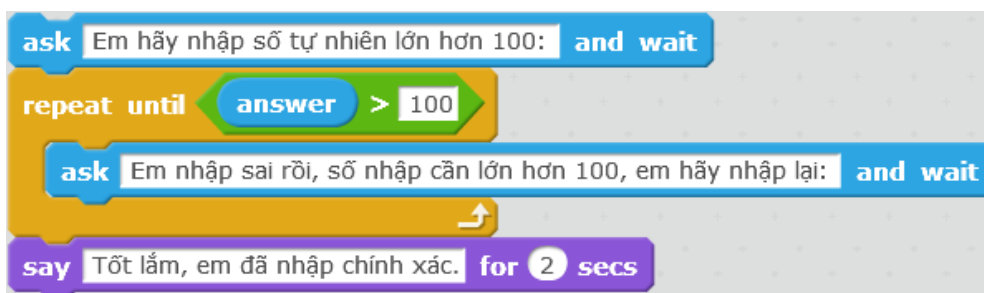 ask Em hãy nhập số tự nhiên lớn hơn 100: and wait
repeat until answer > 100
ask Em nhập sai rồi, số nhập cần lớn hơn 100, em hãy nhập lại: and wait
say Tốt lắm, em đã nhập chính xác. for 2 secs